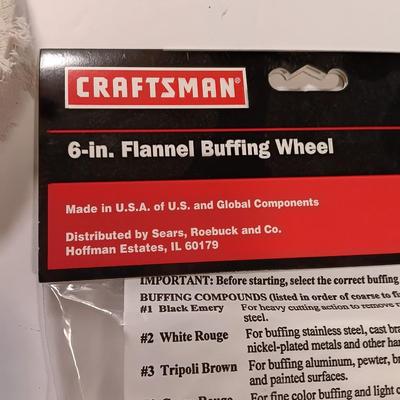 CRAFTSMAN®
6-in. Flannel Buffing Wheel
Made in U.S.A. of U.S. and Global Components
Distributed by Sears, Roebuck and Co.
Hoffman Estates, IL 60179
IMPORTANT: Before starting, select the correct buffing
BUFFING COMPOUNDS (listed in order of coarse to
#1 Black Emery For heavy cutting action to remove
steel.
#2 White Rouge For buffing stainless steel, cast
nickel-plated metals and other
#3 Tripoli Brown For buffing aluminum, pewter,
and painted surfaces.
Rouge For fine color buffing and light